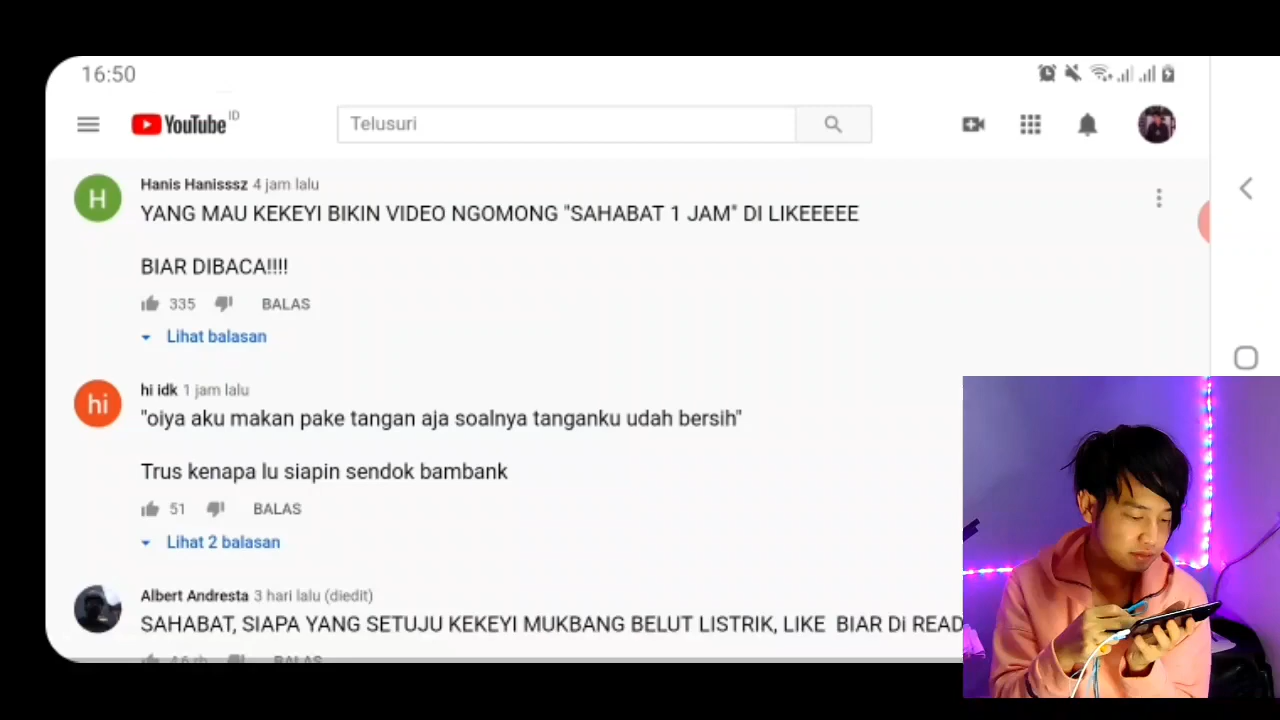 16:50
YouTube ID
Telusuri
H
Hanis Hanisssz 4 jam lalu
YANG MAU KEKEYI BIKIN VIDEO NGOMONG "SAHABAT 1 JAM" DI LIKEEEEE
BIAR DIBACA!!!!
335 BALAS
Lihat balasan
hi
hi idk 1 jam lalu
"oiya aku makan pake tangan aja soalnya tanganku udah bersih"
Trus kenapa lu siapin sendok bambank
51 BALAS
Lihat 2 balasan
Albert Andresta 3 hari lalu (diedit)
SAHABAT, SIAPA YANG SETUJU KEKEYI MUKBANG BELUT LISTRIK, LIKE BIAR Di READ
BALAS